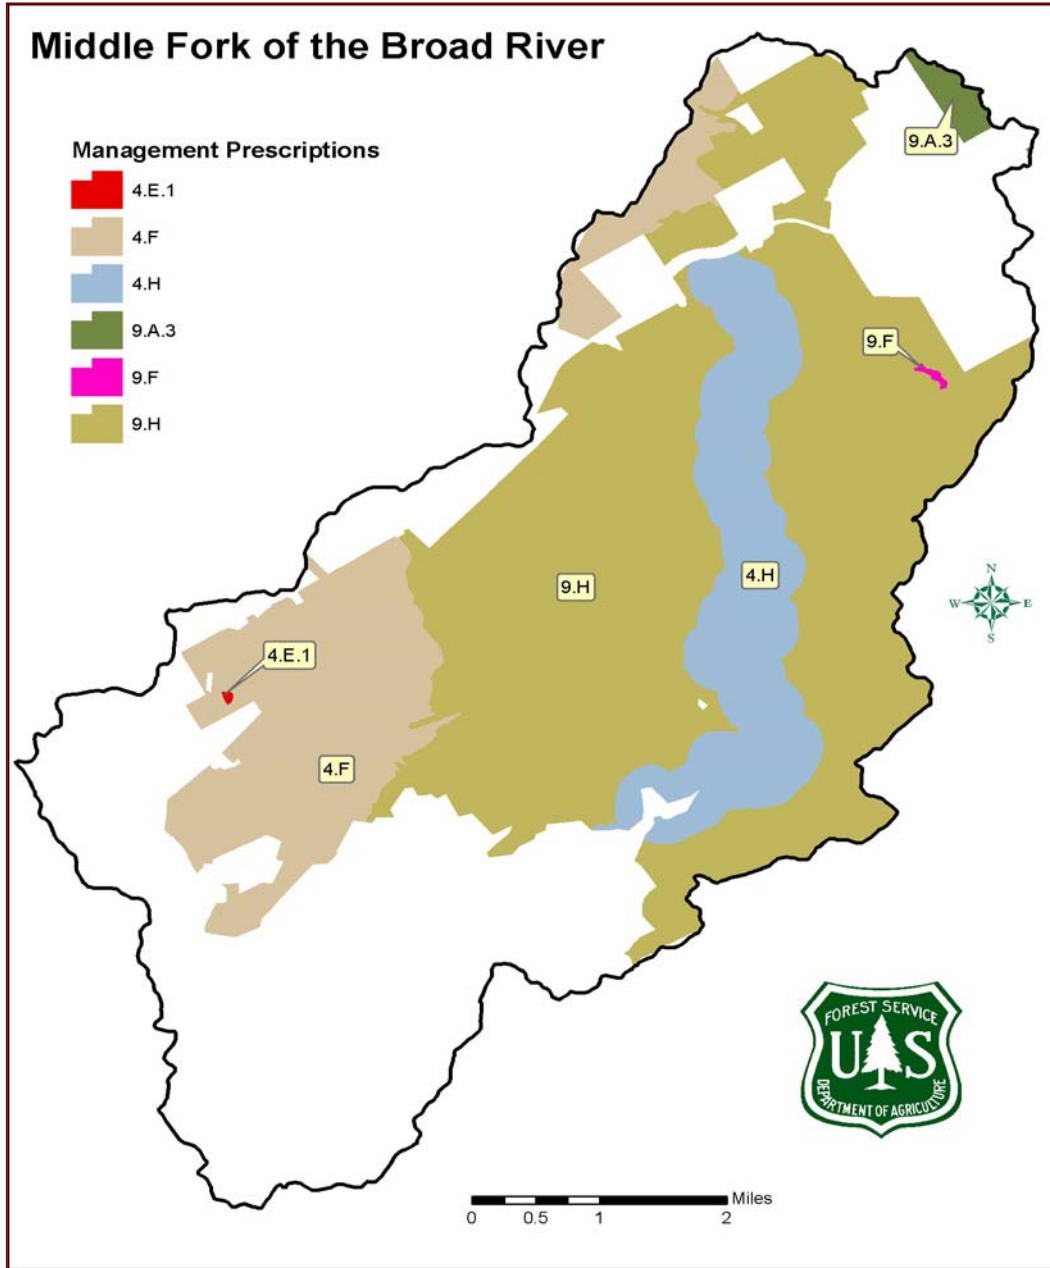 Middle Fork of the Broad River
Management Prescriptions
4.E.1
4.F
4.H
9.A.3
9.F
9.H
9.A.3
9.F
9.H
4.H
4.E.1
4.F
N
W E
S
FOREST SERVICE
U S
DEPARTMENT OF AGRICULTURE
Miles
0 0.5 1 2